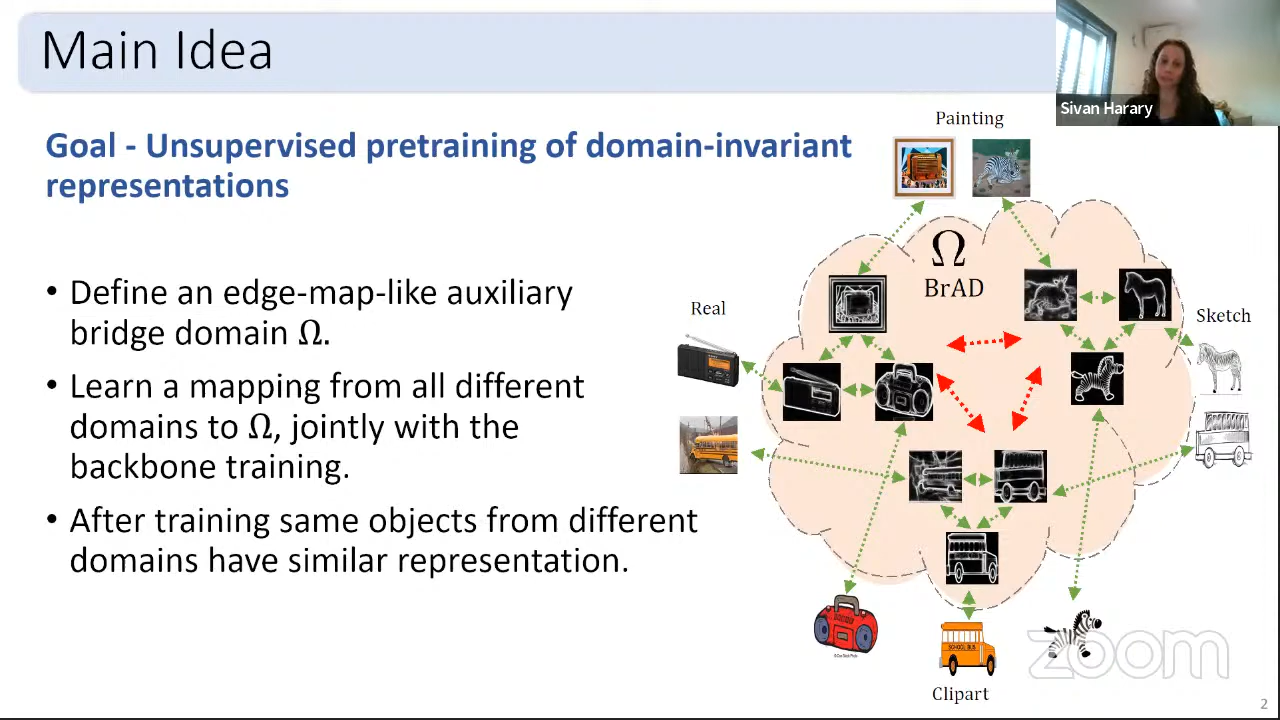 Main Idea
Sivan Harary
Goal - Unsupervised pretraining of domain-invariant
representations
• Define an edge-map-like auxiliary
bridge domain Ω.
• Learn a mapping from all different
domains to Ω, jointly with the
backbone training.
• After training same objects from different
domains have similar representation.
Painting
Ω
BrAD
Real
Sketch
SCHOOL BUS
Clipart
zoom
2